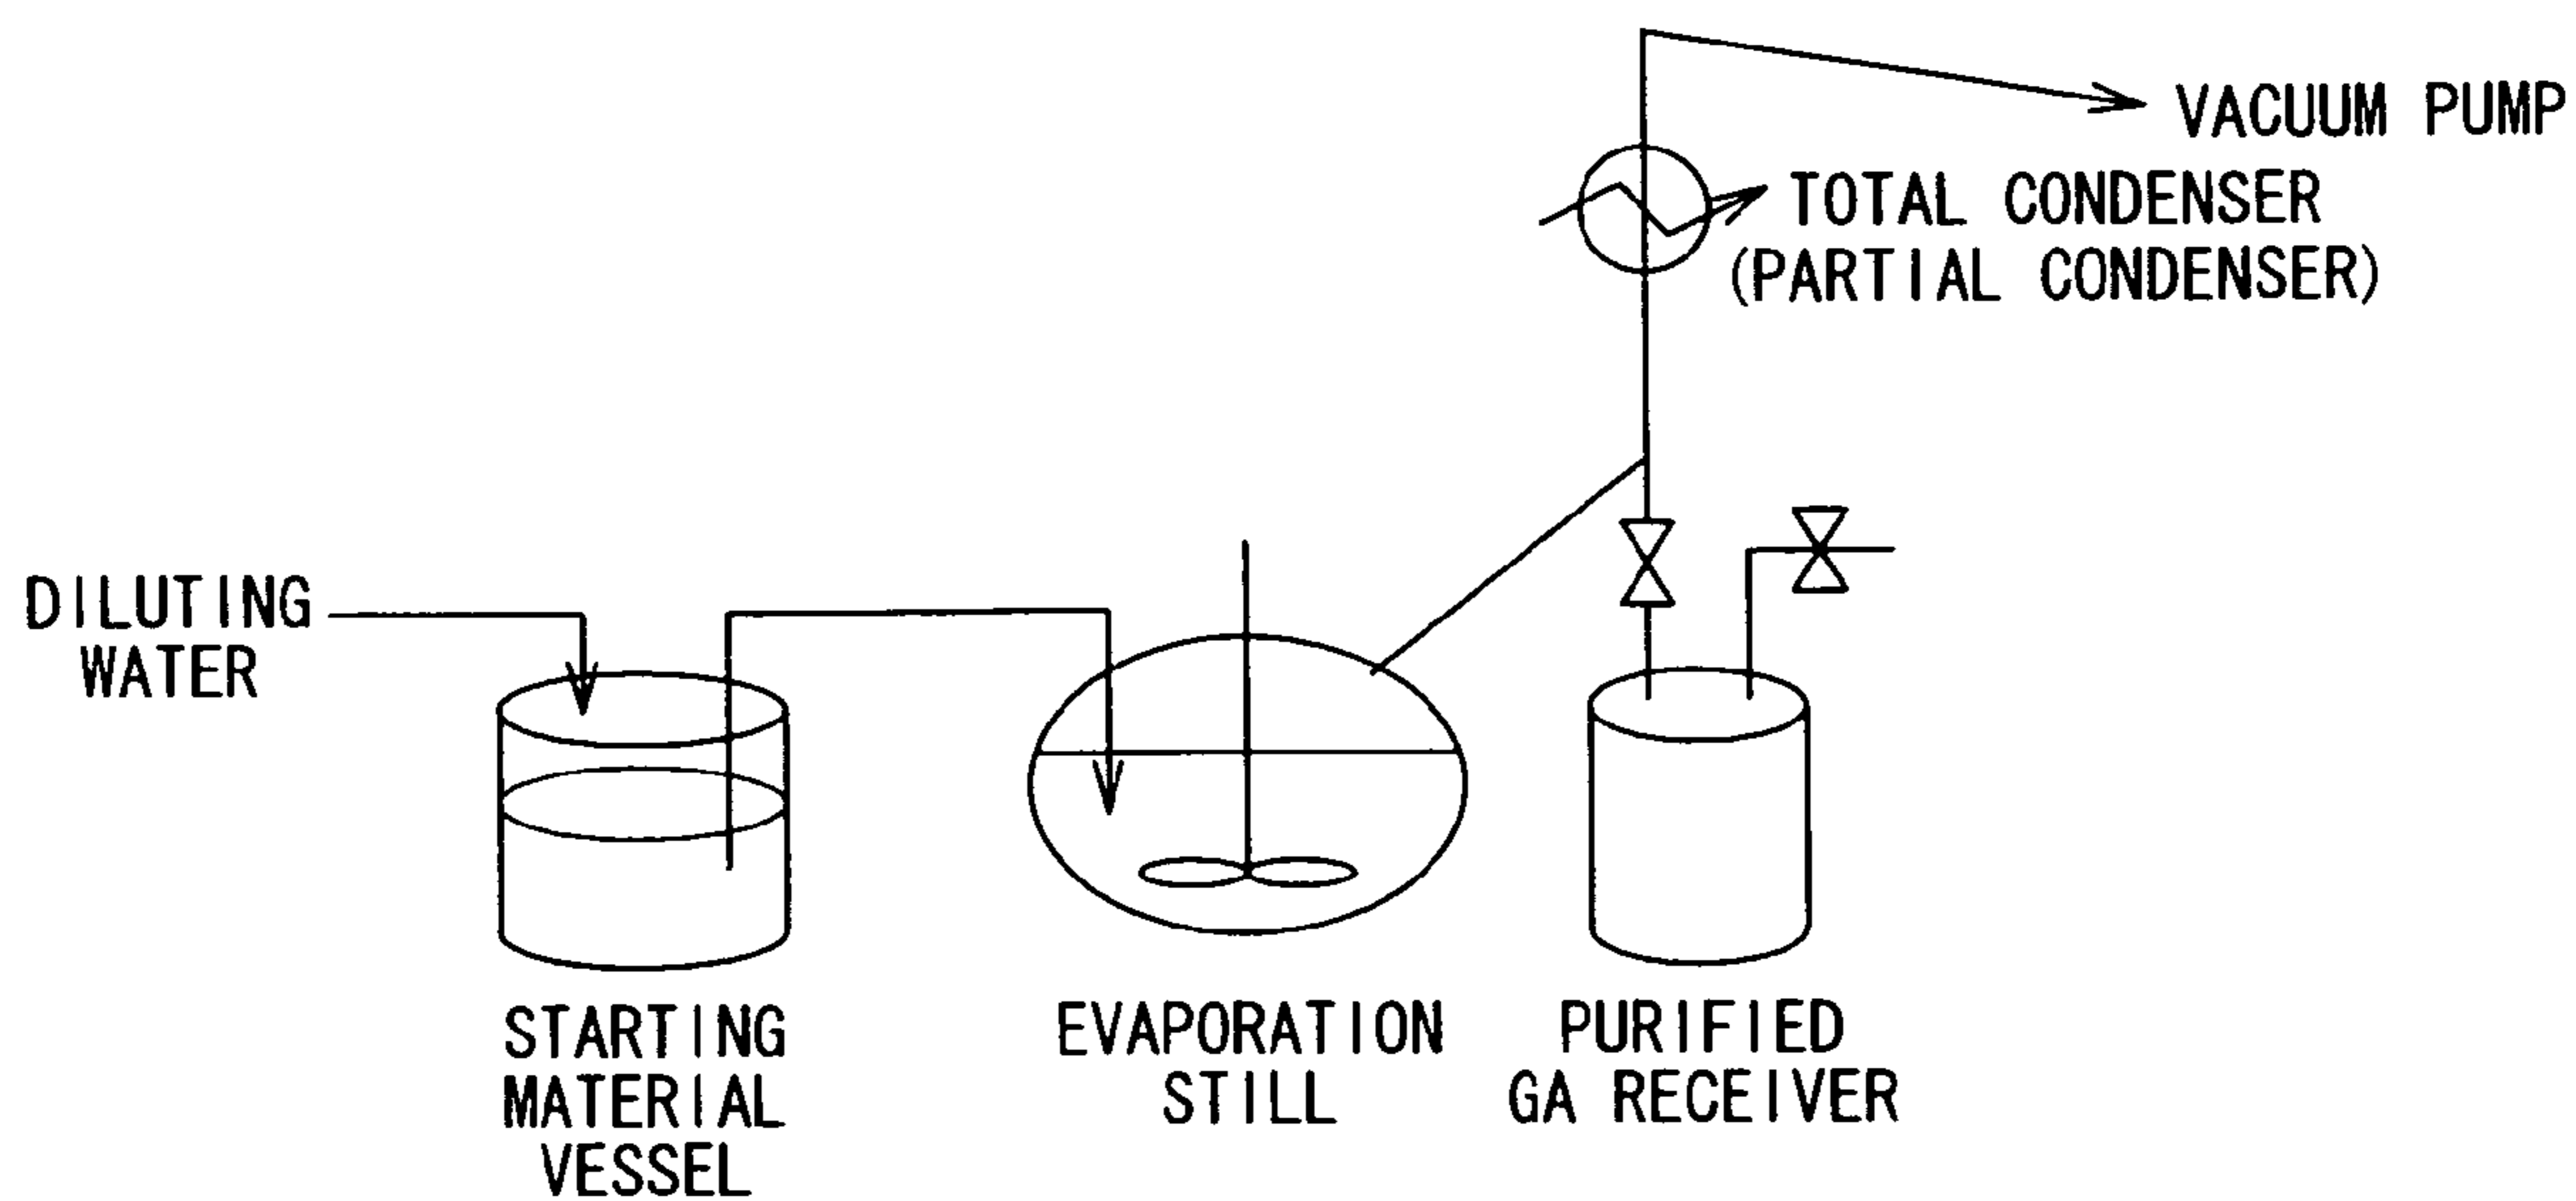 VACUUM PUMP
TOTAL CONDENSER
(PARTIAL CONDENSER)
DILUTING
WATER
STARTING
MATERIAL
VESSEL
EVAPORATION
STILL
PURIFIED
GA RECEIVER